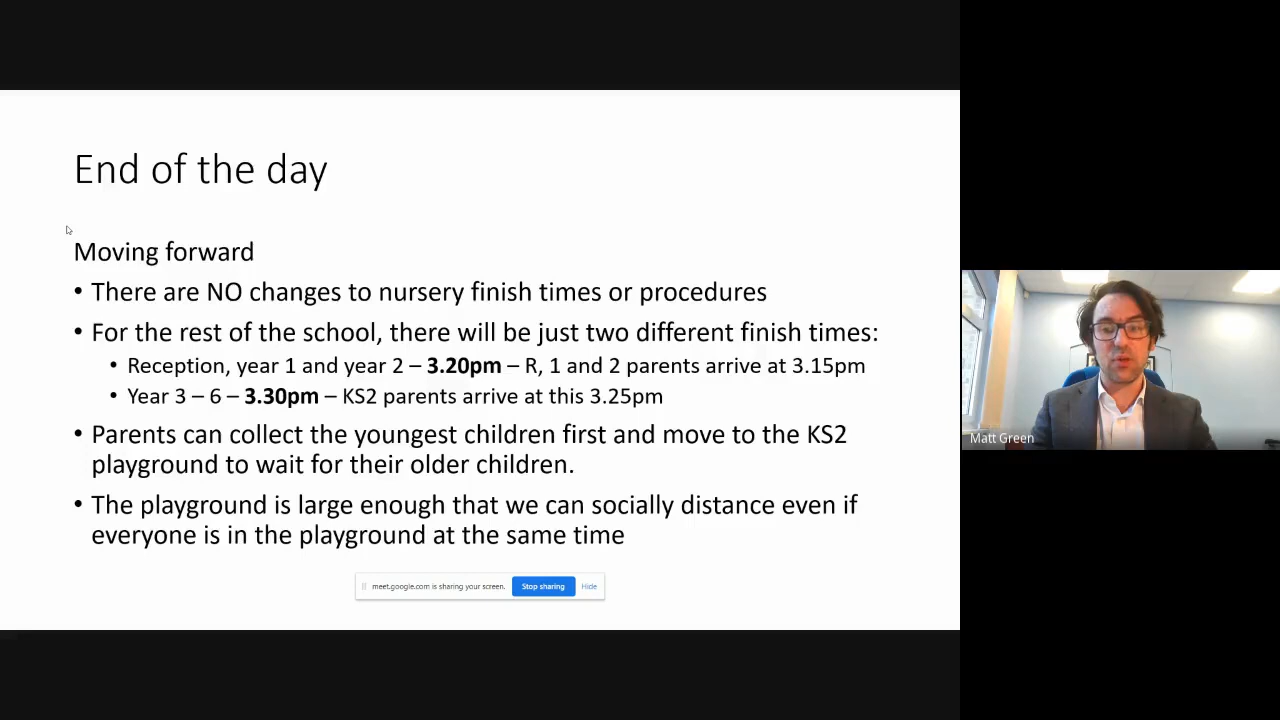 End of the day
Moving forward
• There are NO changes to nursery finish times or procedures
• For the rest of the school, there will be just two different finish times:
• Reception, year 1 and year 2 – 3.20pm – R, 1 and 2 parents arrive at 3.15pm
• Year 3 – 6 – 3.30pm – KS2 parents arrive at this 3.25pm
• Parents can collect the youngest children first and move to the KS2
playground to wait for their older children.
• The playground is large enough that we can socially distance even if
everyone is in the playground at the same time
meet.google.com is sharing your screen. Stop sharing Hide
Matt Green